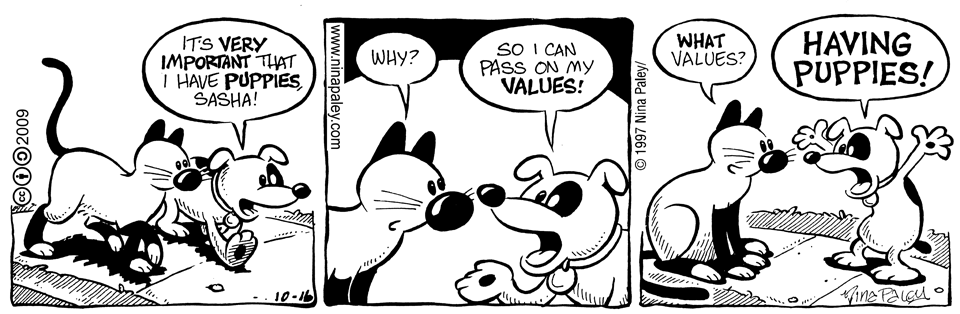 IT'S VERY
IMPORTANT THAT
I HAVE PUPPIES,
SASHA!
cc 2009
10-16
www.ninapaley.com
WHY?
SO I CAN
PASS ON MY
VALUES!
© 1997 Nina Paley/
WHAT
VALUES?
HAVING
PUPPIES!
Nina Paley